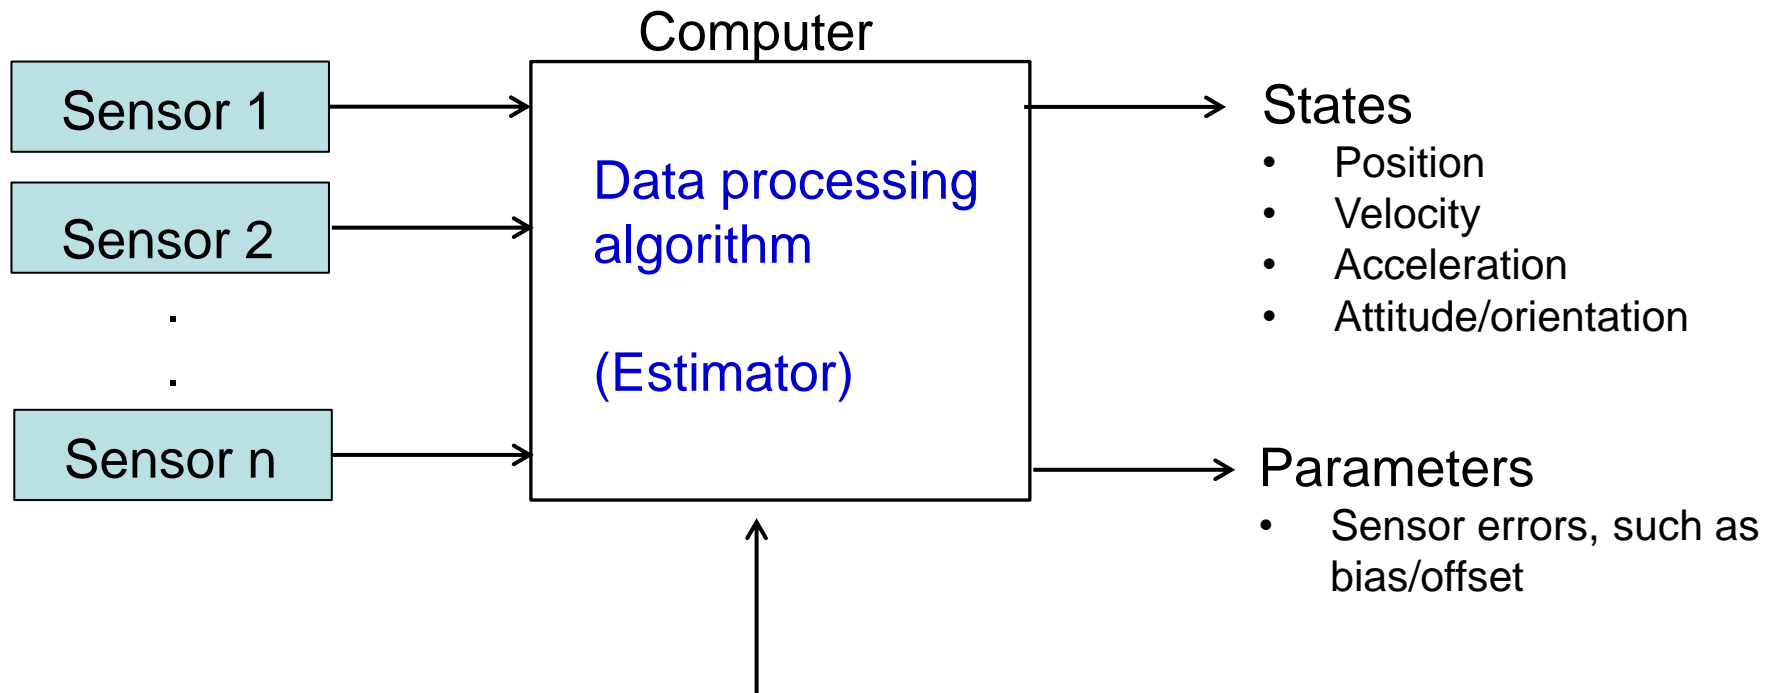 Computer
Sensor 1
Sensor 2
.
.
Sensor n
Data processing
algorithm
(Estimator)
States
• Position
• Velocity
• Acceleration
• Attitude/orientation
Parameters
• Sensor errors, such as
bias/offset